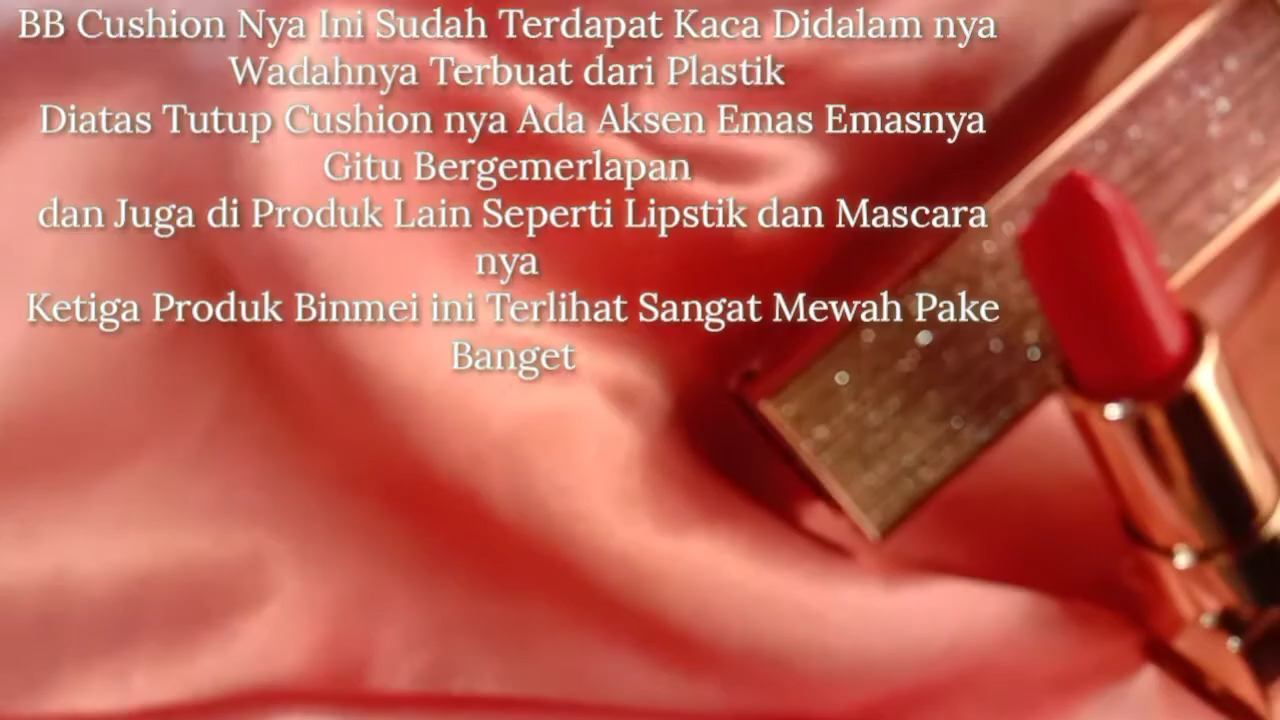 BB Cushion Nya Ini Sudah Terdapat Kaca Didalam nya
Wadahnya Terbuat dari Plastik
Diatas Tutup Cushion nya Ada Aksen Emas Emasnya
Gitu Bergemerlapan
dan Juga di Produk Lain Seperti Lipstik dan Mascara
nya
Ketiga Produk Binmei ini Terlihat Sangat Mewah Pake
Banget